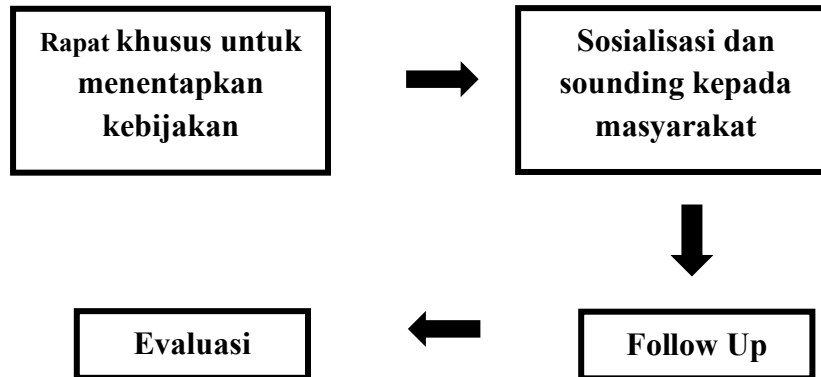 Rapat khusus untuk
menentapkan
kebijakan
Sosialisasi dan
sounding kepada
masyarakat
Follow Up
Evaluasi